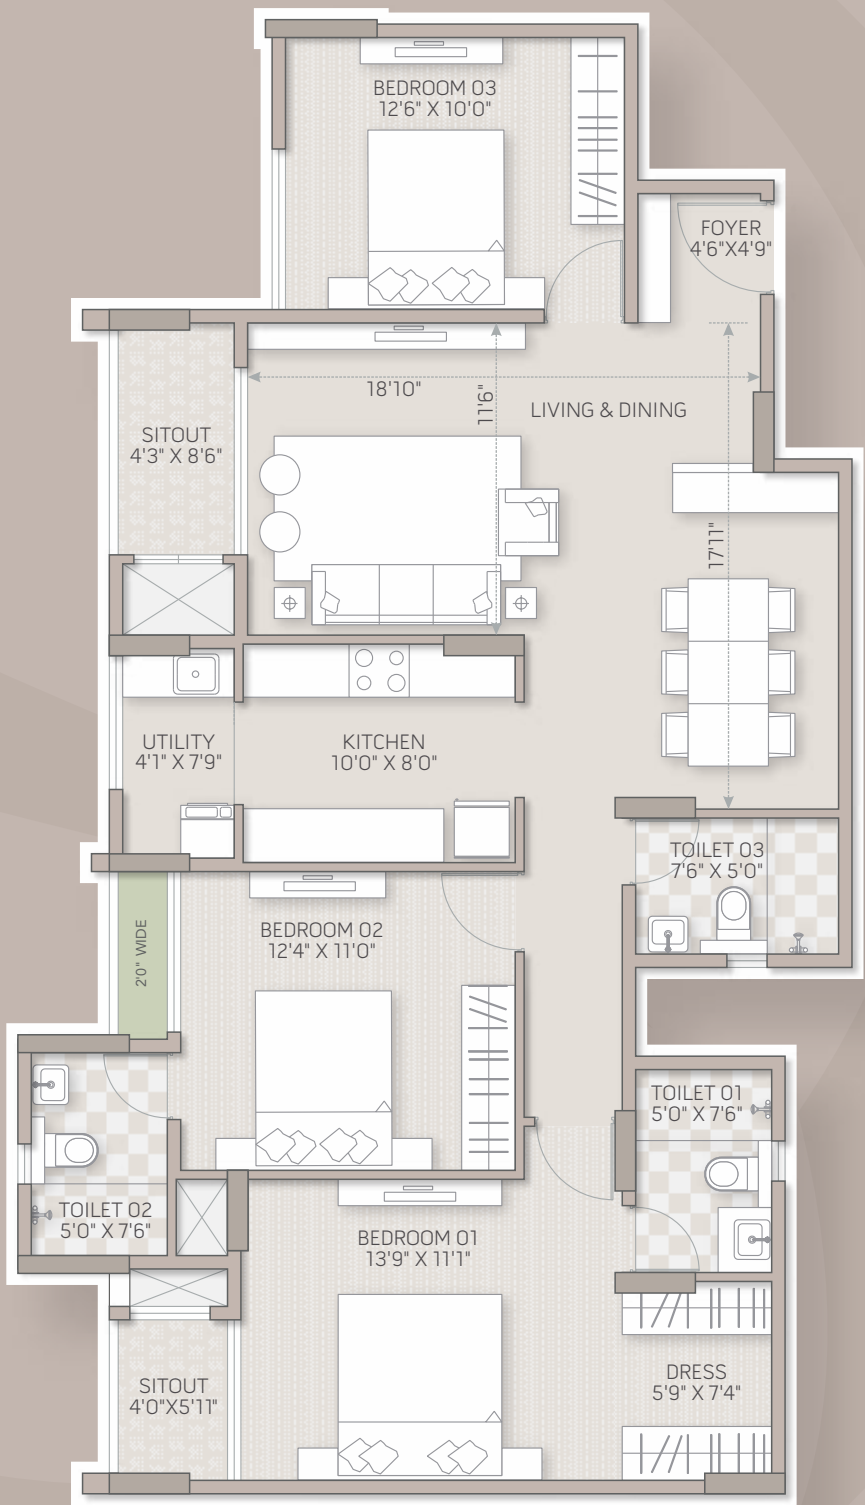 BEDROOM 03
12'6" X 10'0"
FOYER
4'6"X4'9"
18'10"
11'6"
LIVING & DINING
SITOUT
4'3" X 8'6"
17'11"
UTILITY
4'1" X 7'9"
KITCHEN
10'0" X 8'0"
TOILET 03
7'6" X 5'0"
BEDROOM 02
12'4" X 11'0"
2'0" WIDE
TOILET 01
5'0" X 7'6"
TOILET 02
5'0" X 7'6"
BEDROOM 01
13'9" X 11'1"
SITOUT
4'0"X5'11"
DRESS
5'9" X 7'4"